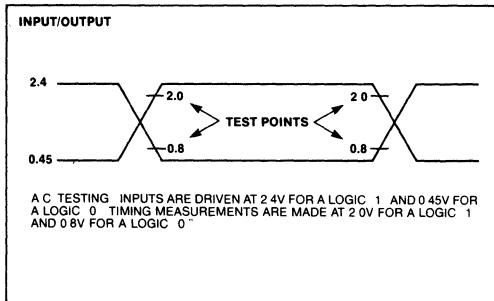 INPUT/OUTPUT
2.4
2.0
2 0
TEST POINTS
0.8
0.8
0.45
A C TESTING INPUTS ARE DRIVEN AT 2 4V FOR A LOGIC 1 AND 0 45V FOR
A LOGIC 0 TIMING MEASUREMENTS ARE MADE AT 2 0V FOR A LOGIC 1
AND 0 8V FOR A LOGIC 0 "